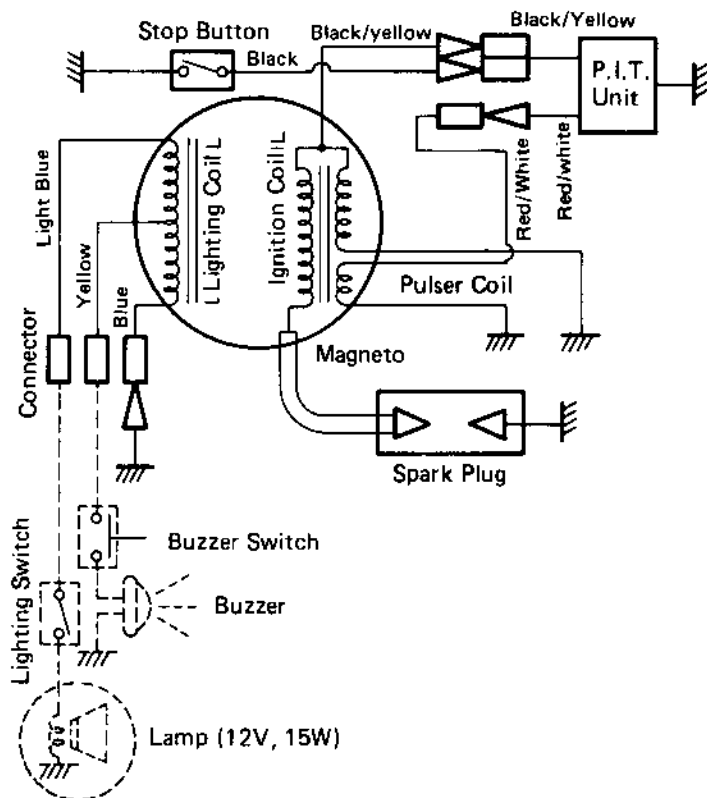 Stop Button
Black
Black/yellow
Black/Yellow
P.I.T.
Unit
Red/White
Red/white
Light Blue
Yellow
Blue
Lighting Coil
Ignition Coil
Pulser Coil
Magneto
Connector
Spark Plug
Buzzer Switch
Buzzer
Lighting Switch
Lamp (12V, 15W)